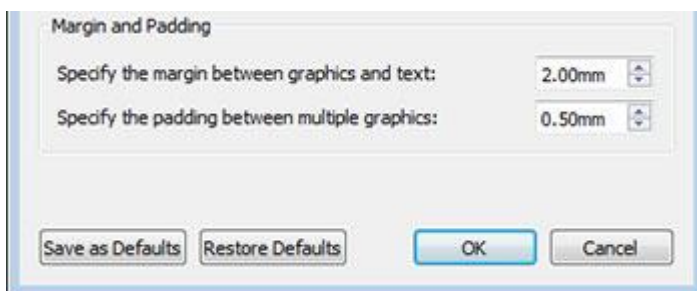 Margin and Padding
Specify the margin between graphics and text: 2.00mm
Specify the padding between multiple graphics: 0.50mm
Save as Defaults Restore Defaults OK Cancel